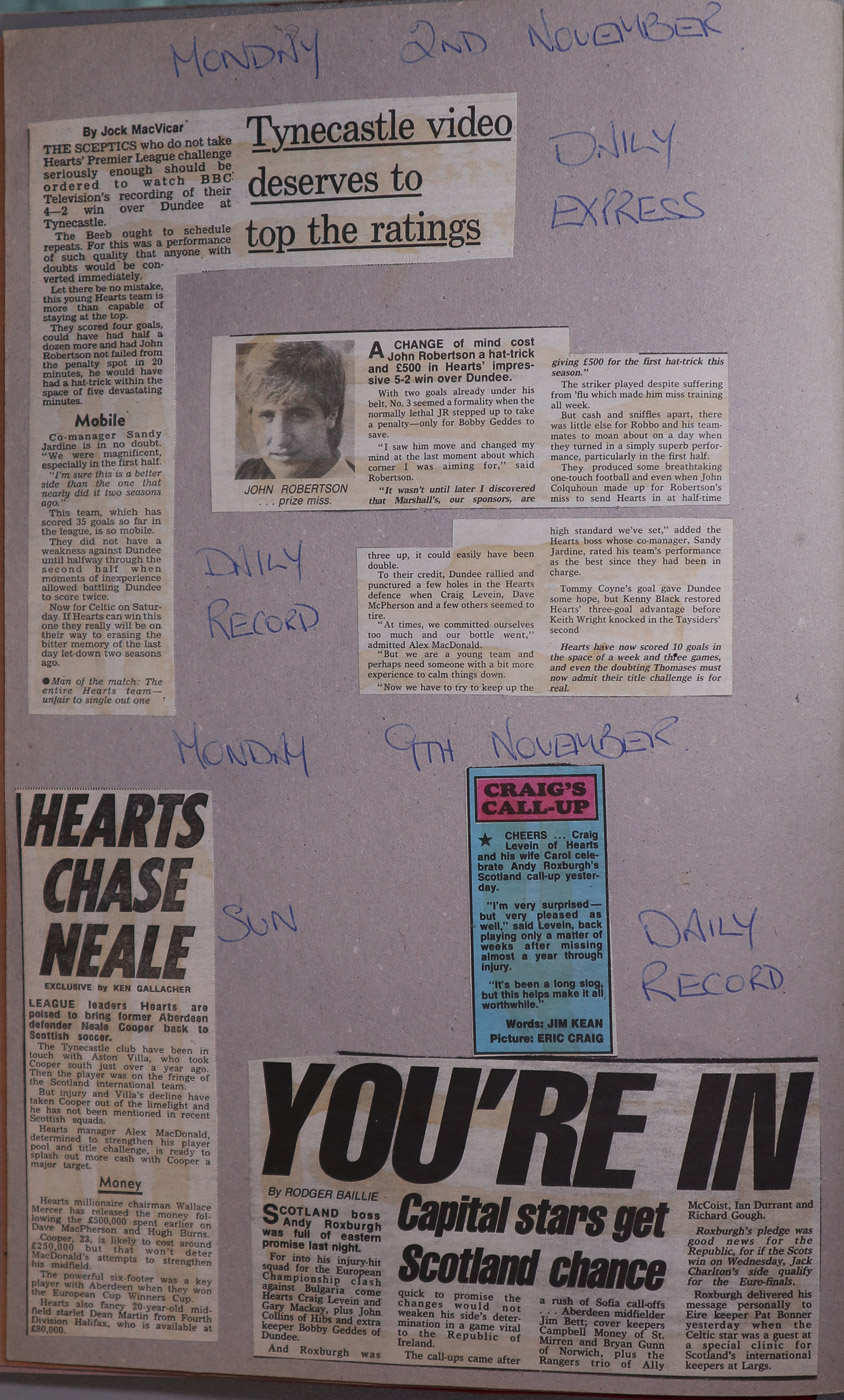 MONDAY 2ND NOVEMBER
DAILY
EXPRESS
Tynecastle video
deserves to
top the ratings
By Jock MacVicar
THE SCEPTICS who do not take
Hearts' Premier League challenge
seriously enough should be
ordered to watch BBC
Television's recording of their
4—2 win over Dundee at
Tynecastle.
The Beeb ought to schedule
repeats. For this was a performance
of such quality that anyone with
doubts would be con-
verted immediately.
Let there be no mistake,
this young Hearts team is
more than capable of
staying at the top.
They scored four goals,
could have had half a
dozen more and had John
Robertson not failed from
the penalty spot in 20
minutes, he would have
had a hat-trick within the
space of five devastating
minutes.
Mobile
Co-manager Sandy
Jardine is in no doubt.
"We were magnificent,
especially in the first half.
"I'm sure this is a better
side than the one that
nearly did it two seasons
ago."
This team, which has
scored 35 goals so far in
the league, is so mobile.
They did not have a
weakness against Dundee
until halfway through the
second half when
moments of inexperience
allowed battling Dundee
to score twice.
Now for Celtic on Satur-
day. If Hearts can win this
one they really will be on
their way to erasing the
bitter memory of the last
day let-down two seasons
ago.
●Man of the match: The
entire Hearts team—
unfair to single out one
DAILY
RECORD
JOHN ROBERTSON
. . . prize miss.
A CHANGE of mind cost
John Robertson a hat-trick
and £500 in Hearts' impres-
sive 5-2 win over Dundee.
With two goals already under his
belt, No. 3 seemed a formality when the
normally lethal JR stepped up to take
a penalty—only for Bobby Geddes to
save.
"I saw him move and changed my
mind at the last moment about which
corner I was aiming for," said
Robertson.
"It wasn't until later I discovered
that Marshall's, our sponsors, are
giving £500 for the first hat-trick this
season."
The striker played despite suffering
from 'flu which made him miss training
all week.
But cash and sniffles apart, there
was little else for Robbo and his team-
mates to moan about on a day when
they turned in a simply superb perfor-
mance, particularly in the first half.
They produced some breathtaking
one-touch football and even when John
Colquhoun made up for Robertson's
miss to send Hearts in at half-time
three up, it could easily have been
double.
To their credit, Dundee rallied and
punctured a few holes in the Hearts
defence when Craig Levein, Dave
McPherson and a few others seemed to
tire.
"At times, we committed ourselves
too much and our bottle went,"
admitted Alex MacDonald.
"But we are a young team and
perhaps need someone with a bit more
experience to calm things down.
"Now we have to try to keep up the
high standard we've set," added the
Hearts boss whose co-manager, Sandy
Jardine, rated his team's performance
as the best since they had been in
charge.
Tommy Coyne's goal gave Dundee
some hope, but Kenny Black restored
Hearts' three-goal advantage before
Keith Wright knocked in the Taysiders'
second
Hearts have now scored 10 goals in
the space of a week and three games,
and even the doubting Thomases must
now admit their title challenge is for
real.
MONDAY 9TH NOVEMBER
SUN
HEARTS
CHASE
NEALE
EXCLUSIVE by KEN GALLACHER
LEAGUE leaders Hearts are
poised to bring former Aberdeen
defender Neale Cooper back to
Scottish soccer.
The Tynecastle club have been in
touch with Aston Villa, who took
Cooper south just over a year ago.
Then the player was on the fringe of
the Scotland international team.
But injury and Villa's decline have
taken Cooper out of the limelight and
he has not been mentioned in recent
Scottish squads.
Hearts manager Alex MacDonald,
determined to strengthen his player
pool and title challenge, is ready to
splash out more cash with Cooper a
major target.
Money
Hearts millionaire chairman Wallace
Mercer has released the money fol-
lowing the £500,000 spent earlier on
Dave MacPherson and Hugh Burns.
Cooper, 23, is likely to cost around
£250,000 but that won't deter
MacDonald's attempts to strengthen
his midfield.
The powerful six-footer was a key
player with Aberdeen when they won
the European Cup Winners Cup.
Hearts also fancy 20-year-old mid-
field starlet Dean Martin from Fourth
Division Halifax, who is available at
£80,000.
DAILY
RECORD
CRAIG'S
CALL-UP
★ CHEERS ... Craig
Levein of Hearts
and his wife Carol cele-
brate Andy Roxburgh's
Scotland call-up yester-
day.
"I'm very surprised—
but very pleased as
well," said Levein, back
playing only a matter of
weeks after missing
almost a year through
injury.
"It's been a long slog,
but this helps make it all
worthwhile."
Words: JIM KEAN
Picture: ERIC CRAIG
YOU'RE IN
Capital stars get
Scotland chance
By RODGER BAILLIE
SCOTLAND boss
Andy Roxburgh
was full of eastern
promise last night.
For into his injury-hit
squad for the European
Championship clash
against Bulgaria come
Hearts Craig Levein and
Gary Mackay, plus John
Collins of Hibs and extra
keeper Bobby Geddes of
Dundee.
And Roxburgh was
quick to promise the
changes would not
weaken his side's deter-
mination in a game vital
to the Republic of
Ireland.
The call-ups came after
a rush of Sofia call-offs
. . . Aberdeen midfielder
Jim Bett; cover keepers
Campbell Money of St.
Mirren and Bryan Gunn
of Norwich, plus the
Rangers trio of Ally
McCoist, Ian Durrant and
Richard Gough.
Roxburgh's pledge was
good news for the
Republic, for if the Scots
win on Wednesday, Jack
Charlton's side qualify
for the Euro-finals.
Roxburgh delivered his
message personally to
Eire keeper Pat Bonner
yesterday when the
Celtic star was a guest at
a special clinic for
Scotland's international
keepers at Largs.